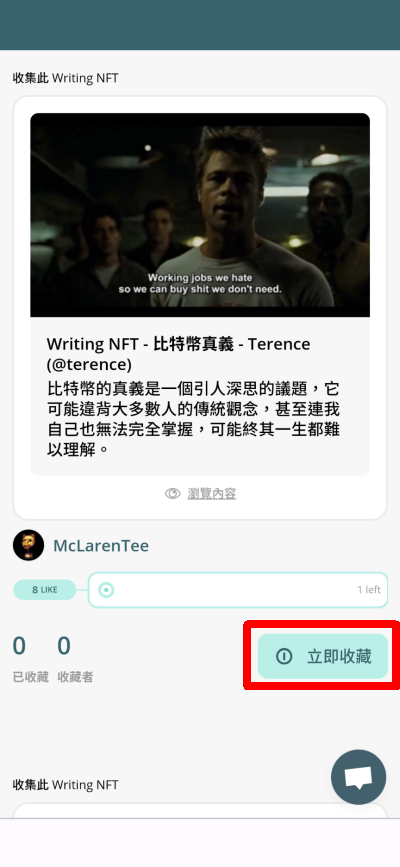 收集此 Writing NFT
Working jobs we hate
so we can buy shit we don't need.
Writing NFT - 比特幣真義 - Terence
(@terence)
比特幣的真義是一個引人深思的議題，它
可能違背大多數人的傳統觀念，甚至連我
自己也無法完全掌握，可能終其一生都難
以理解。
瀏覽內容
McLarenTee
8 LIKE
1 left
0 0
已收藏 收藏者
立即收藏
收集此 Writing NFT